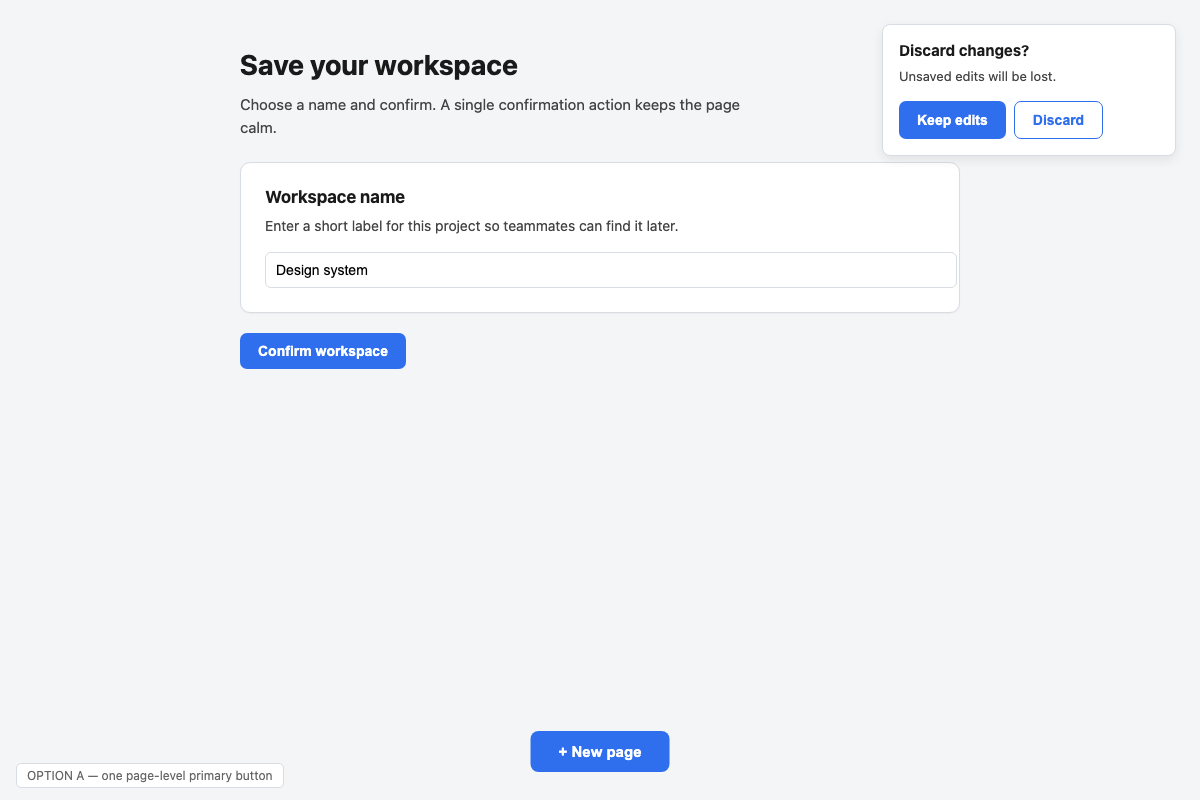 Save your workspace
Choose a name and confirm. A single confirmation action keeps the page
calm.
Discard changes?
Unsaved edits will be lost.
Keep edits
Discard
Workspace name
Enter a short label for this project so teammates can find it later.
Design system
Confirm workspace
+ New page
OPTION A — one page-level primary button